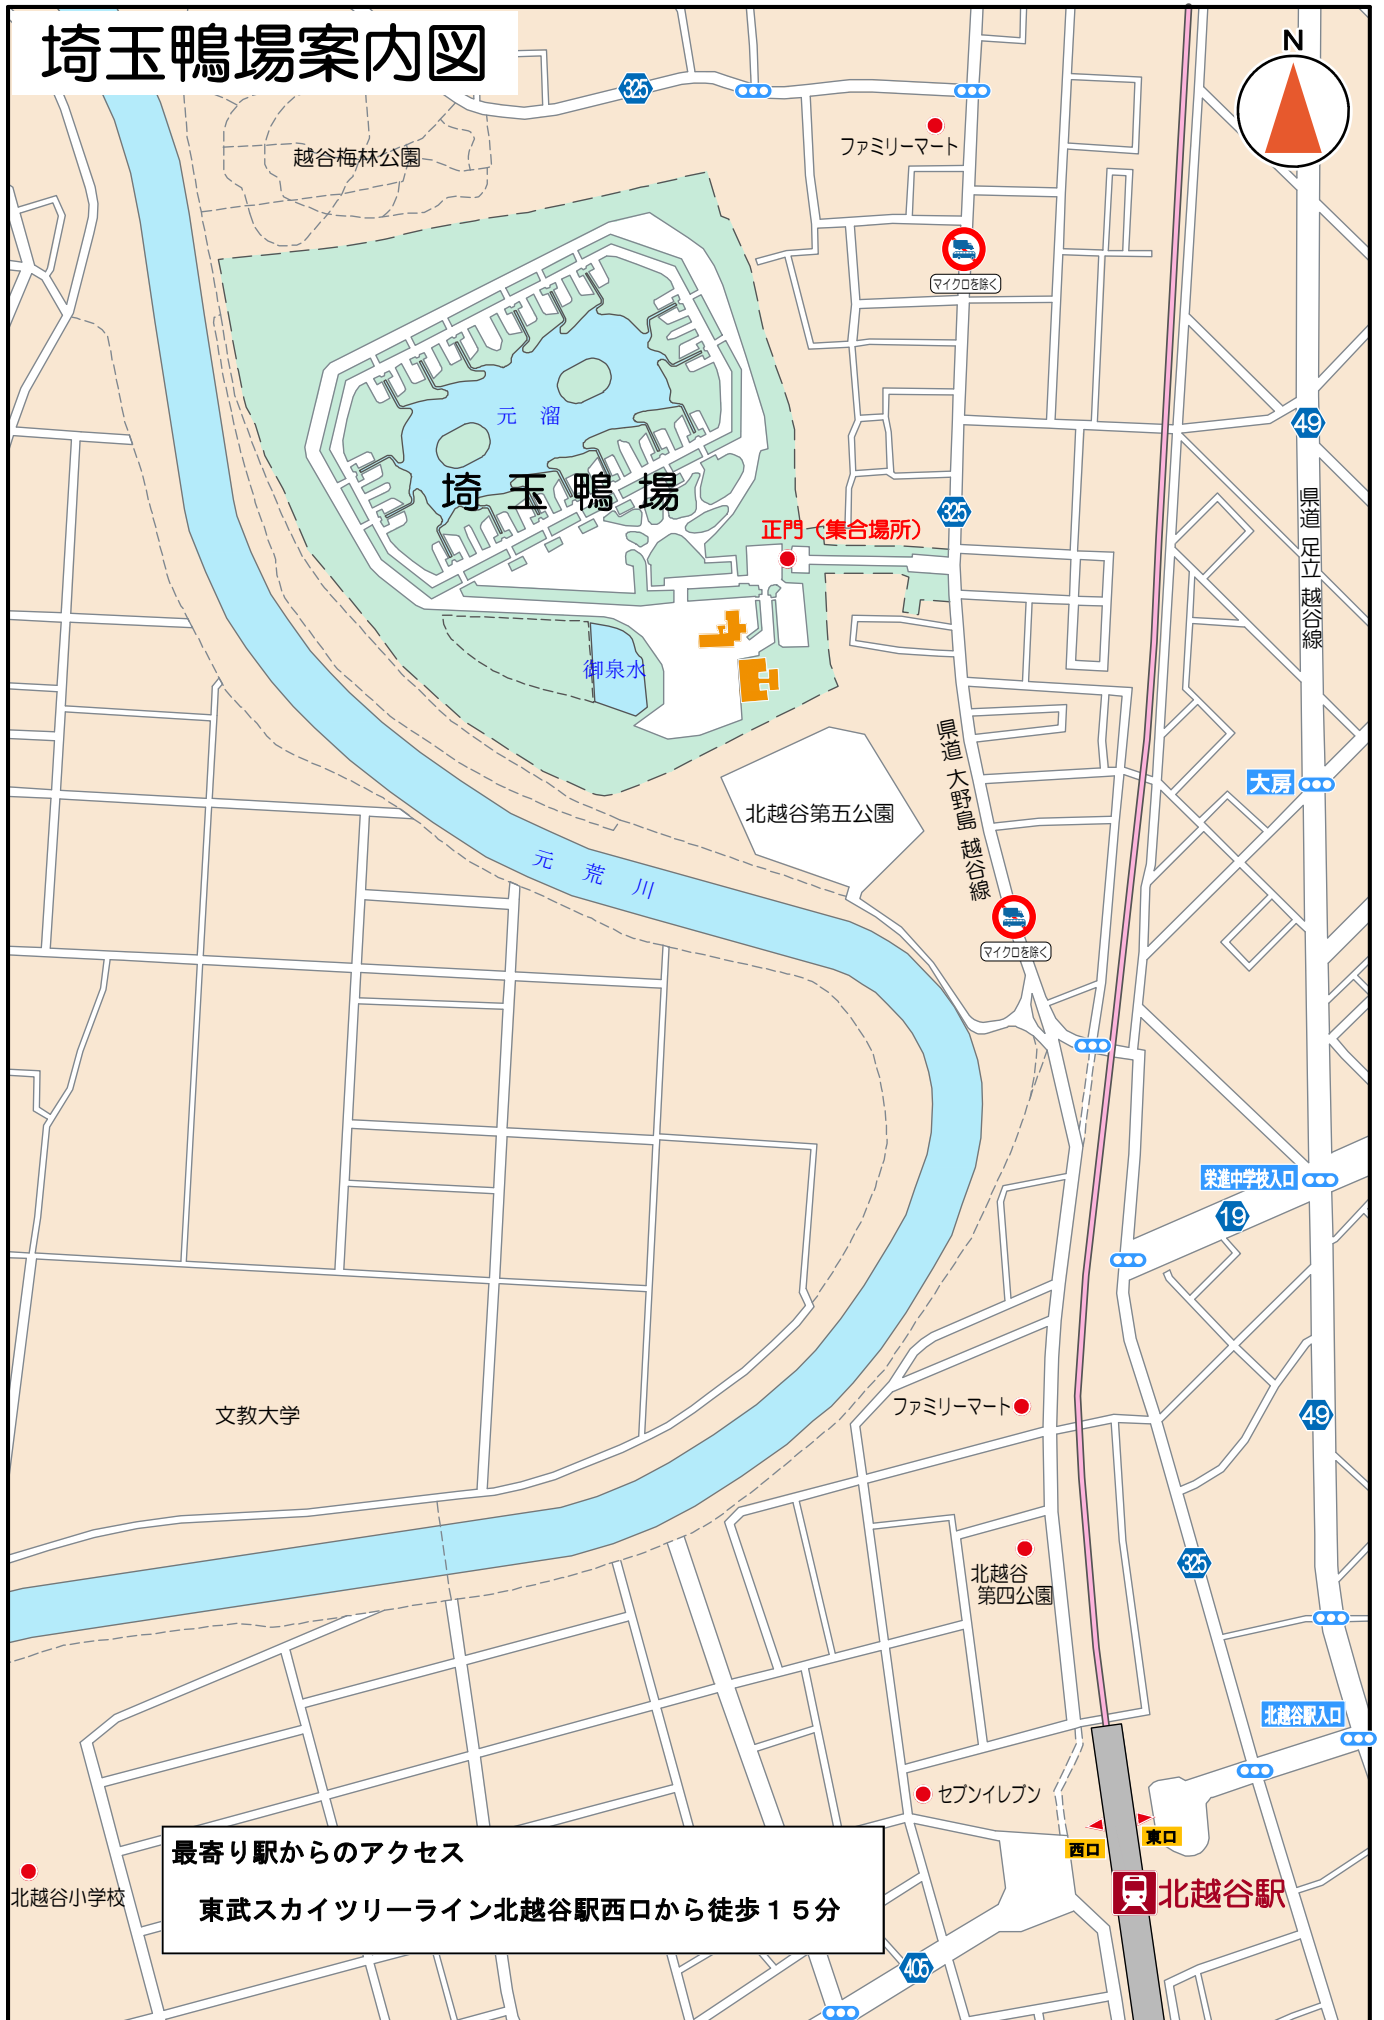 埼玉鴨場案内図
N
325
越谷梅林公園
ファミリーマート
マイクロを除く
元 溜
49
埼 玉 鴨 場
325
正門（集合場所）
県道 足立 越谷線
御泉水
県道 大野島 越谷線
大房
北越谷第五公園
元 荒 川
マイクロを除く
栄進中学校入口
19
ファミリーマート
文教大学
49
325
北越谷
第四公園
北越谷駅入口
セブンイレブン
東口
西口
最寄り駅からのアクセス
東武スカイツリーライン北越谷駅西口から徒歩１５分
北越谷小学校
北越谷駅
405